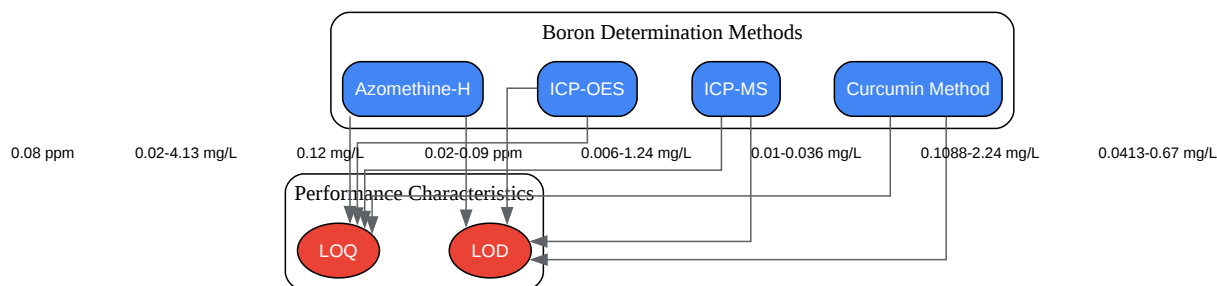 Boron Determination Methods
Azomethine-H
ICP-OES
ICP-MS
Curcumin Method
0.08 ppm
0.02-4.13 mg/L
0.12 mg/L
0.02-0.09 ppm
0.006-1.24 mg/L
0.01-0.036 mg/L
0.1088-2.24 mg/L
0.0413-0.67 mg/L
Performance Characteristics
LOQ
LOD